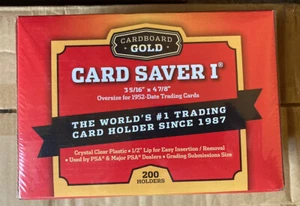 CARDBOARD
GOLD
CARD SAVER I®
3 5/16" x 4 7/8"
Oversize for 1952-Date Trading Cards
THE WORLD'S #1 TRADING
CARD HOLDER SINCE 1987
Crystal Clear Plastic • 1/2" Lip for Easy Insertion / Removal
• Used by PSA® & Major PSA® Dealers • Grading Submissions Size
200
HOLDERS